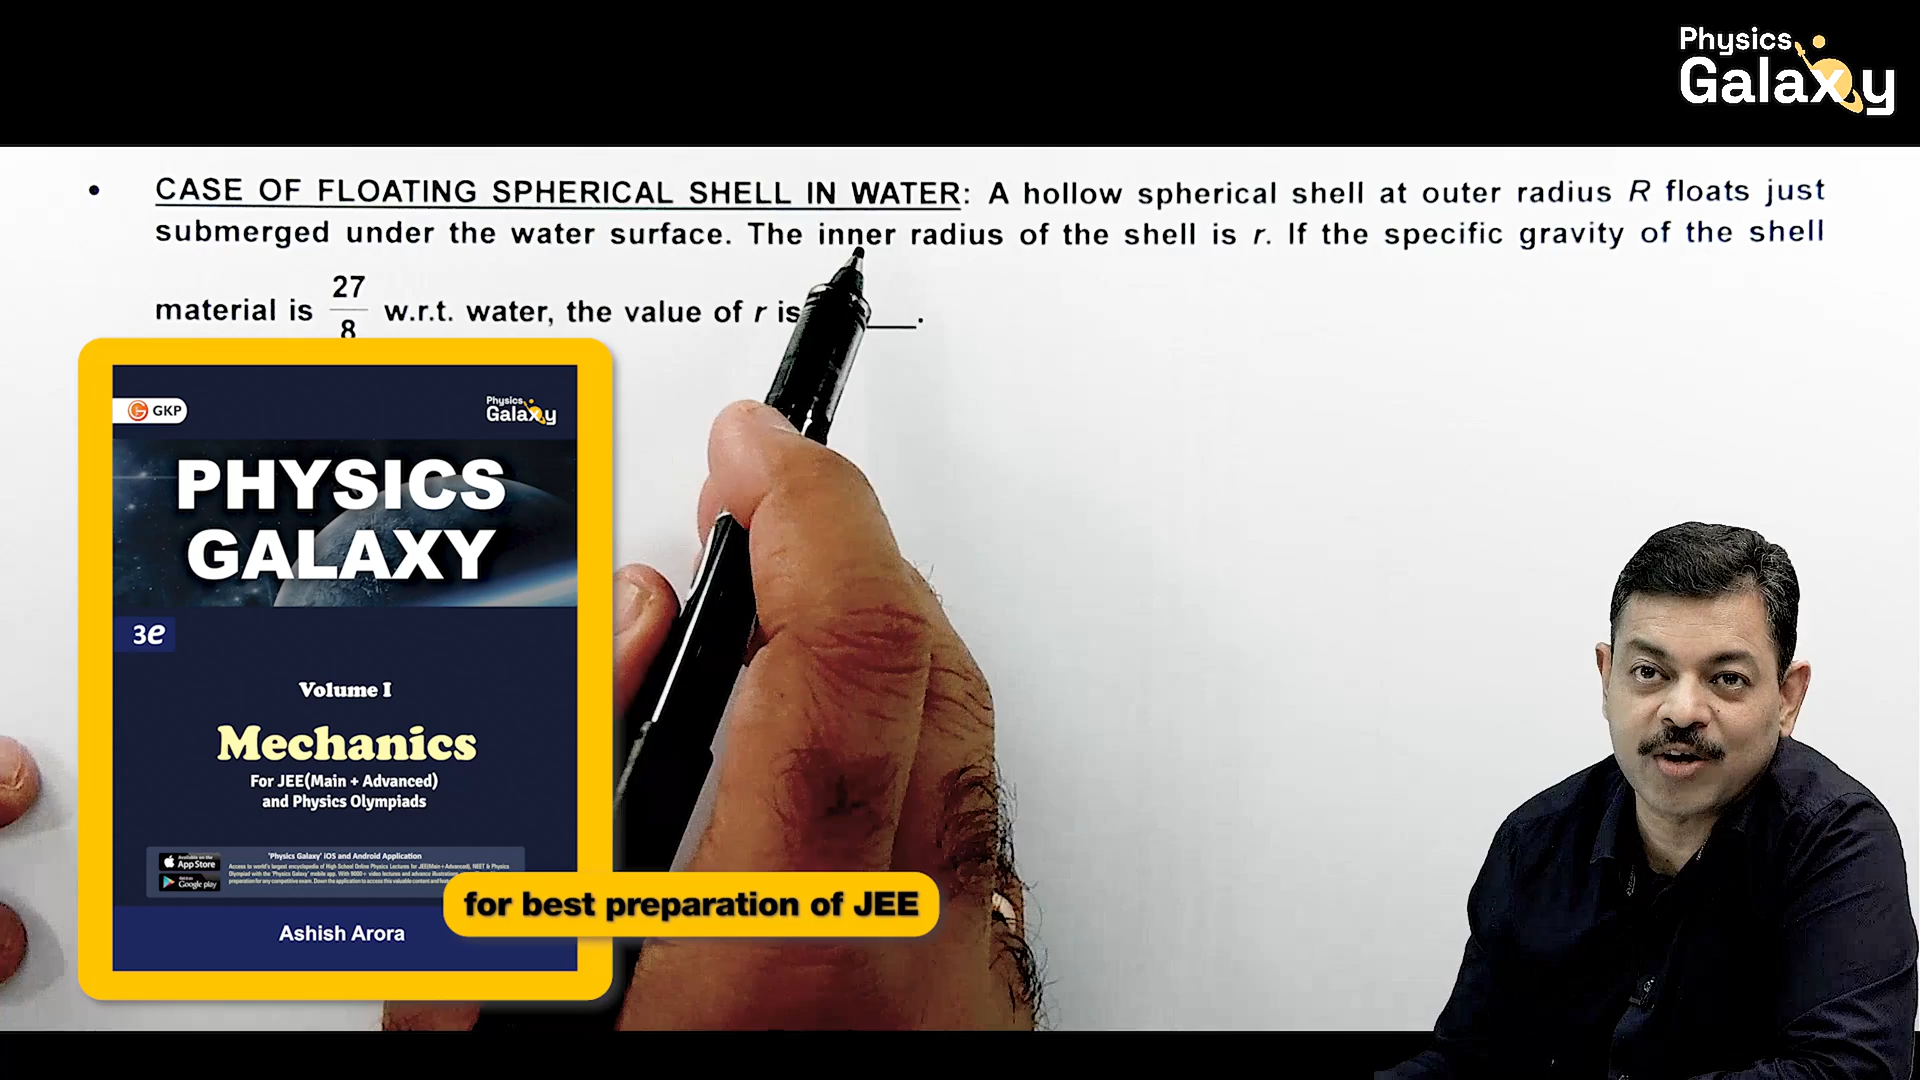 Physics
Galaxy
• CASE OF FLOATING SPHERICAL SHELL IN WATER: A hollow spherical shell at outer radius R floats just
submerged under the water surface. The inner radius of the shell is r. If the specific gravity of the shell
material is 27/8 w.r.t. water, the value of r is ____.
GKP
Physics
Galaxy
PHYSICS
GALAXY
3e
Volume I
Mechanics
For JEE(Main + Advanced)
and Physics Olympiads
'Physics Galaxy' iOS and Android Application
Available on the
App Store
Google play
for best preparation of JEE
Ashish Arora